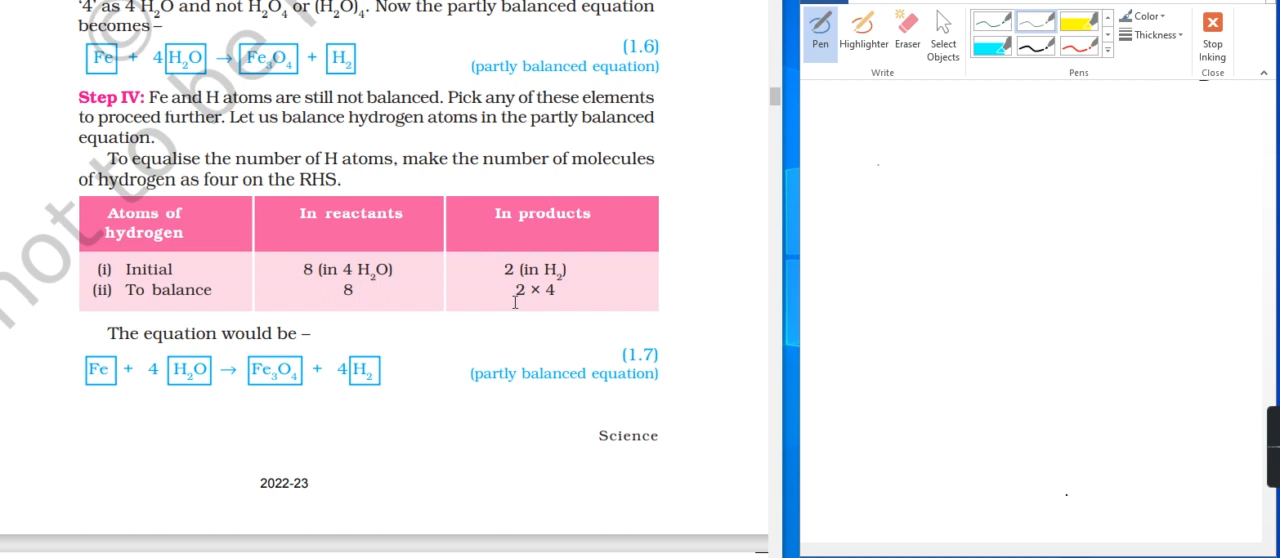 '4' as 4 H₂O and not H₂O₄ or (H₂O)₄. Now the partly balanced equation
becomes –
Fe + 4 H₂O → Fe₃O₄ + H₂ (1.6)
(partly balanced equation)
Step IV: Fe and H atoms are still not balanced. Pick any of these elements
to proceed further. Let us balance hydrogen atoms in the partly balanced
equation.
To equalise the number of H atoms, make the number of molecules
of hydrogen as four on the RHS.
Atoms of hydrogen In reactants In products
(i) Initial 8 (in 4 H₂O) 2 (in H₂)
(ii) To balance 8 2 × 4
The equation would be –
Fe + 4 H₂O → Fe₃O₄ + 4 H₂ (1.7)
(partly balanced equation)
Science
2022-23
not to be
Pen Highlighter Eraser Select Objects
Write
Pens
Color
Thickness
Stop Inking
Close